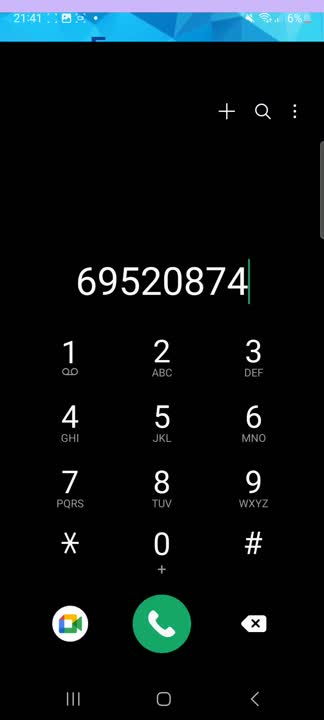 21:41 6%
69520874
1 2 3
ABC DEF
4 5 6
GHI JKL MNO
7 8 9
PQRS TUV WXYZ
* 0 #
+